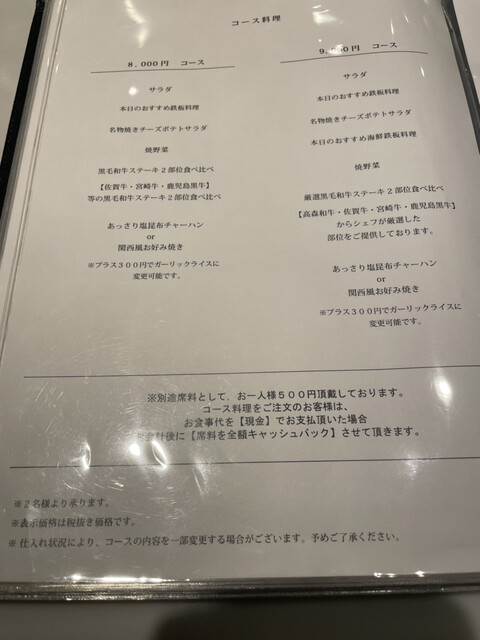 コース料理
8,000円　コース
サラダ
本日のおすすめ鉄板料理
名物焼きチーズポテトサラダ
焼野菜
黒毛和牛ステーキ2部位食べ比べ
【佐賀牛・宮崎牛・鹿児島黒牛】
等の黒毛和牛ステーキ2部位食べ比べ
あっさり塩昆布チャーハン
or
関西風お好み焼き
※プラス300円でガーリックライスに
変更可能です。
円　コース
サラダ
本日のおすすめ鉄板料理
名物焼きチーズポテトサラダ
本日のおすすめ海鮮鉄板料理
焼野菜
厳選黒毛和牛ステーキ2部位食べ比べ
【高森和牛・佐賀牛・宮崎牛・鹿児島黒牛】
からシェフが厳選した
部位をご提供しております。
あっさり塩昆布チャーハン
or
関西風お好み焼き
※プラス300円でガーリックライスに
変更可能です。
※別途席料として、お一人様500円頂戴しております。
コース料理をご注文のお客様は、
お食事代を【現金】でお支払頂いた場合
お会計後に【席料を全額キャッシュバック】させて頂きます。
※2名様より承ります。
※表示価格は税抜き価格です。
※仕入れ状況により、コースの内容を一部変更する場合がございます。予めご了承ください。